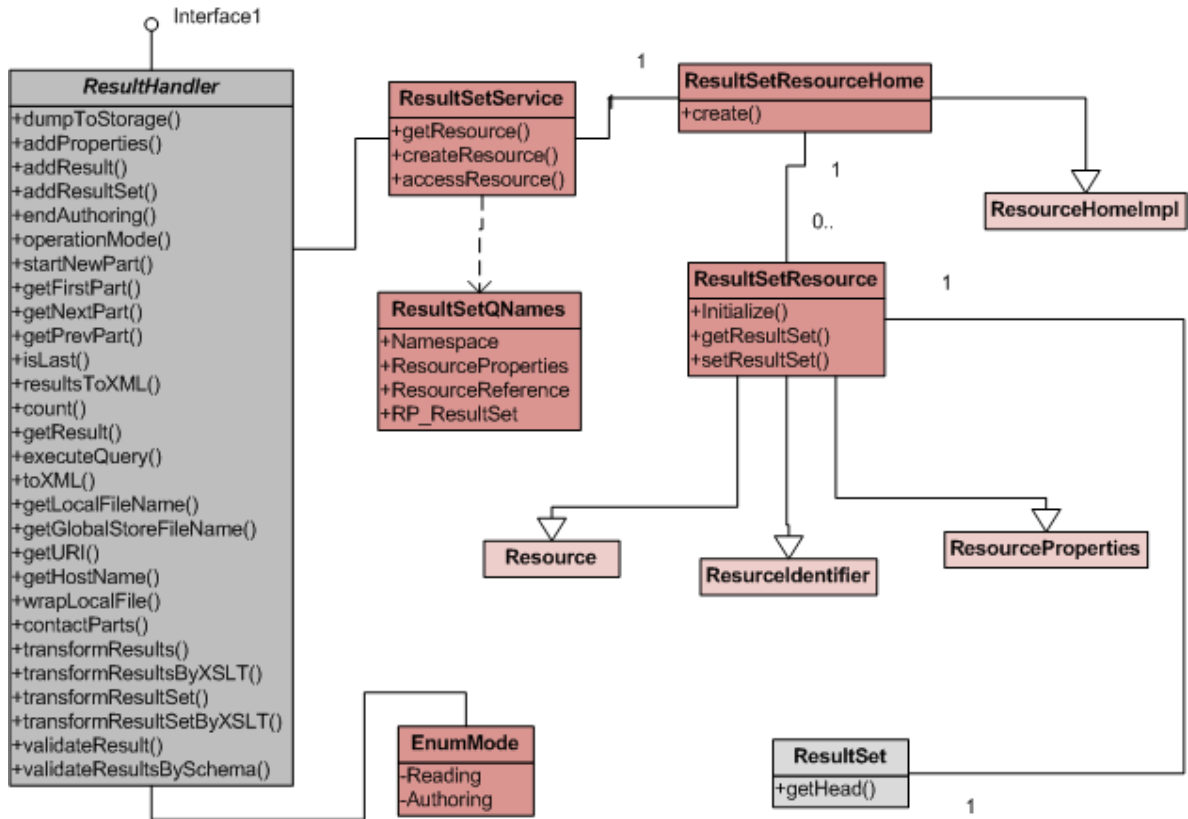 Interface1
ResultHandler
+dumpToStorage()
+addProperties()
+addResult()
+addResultSet()
+endAuthoring()
+operationMode()
+startNewPart()
+getFirstPart()
+getNextPart()
+getPrevPart()
+isLast()
+resultsToXML()
+count()
+getResult()
+executeQuery()
+toXML()
+getLocalFileName()
+getGlobalStoreFileName()
+getURI()
+getHostName()
+wrapLocalFile()
+contactParts()
+transformResults()
+transformResultsByXSLT()
+transformResultSet()
+transformResultSetByXSLT()
+validateResult()
+validateResultsBySchema()
ResultSetService
+getResource()
+createResource()
+accessResource()
1
1
ResultSetResourceHome
+create()
1
0..
ResourceHomeImpl
ResultSetQNames
+Namespace
+ResourceProperties
+ResourceReference
+RP_ResultSet
ResultSetResource
+Initialize()
+getResultSet()
+setResultSet()
1
Resource
ResurceIdentifier
ResourceProperties
EnumMode
-Reading
-Authoring
ResultSet
+getHead()
1